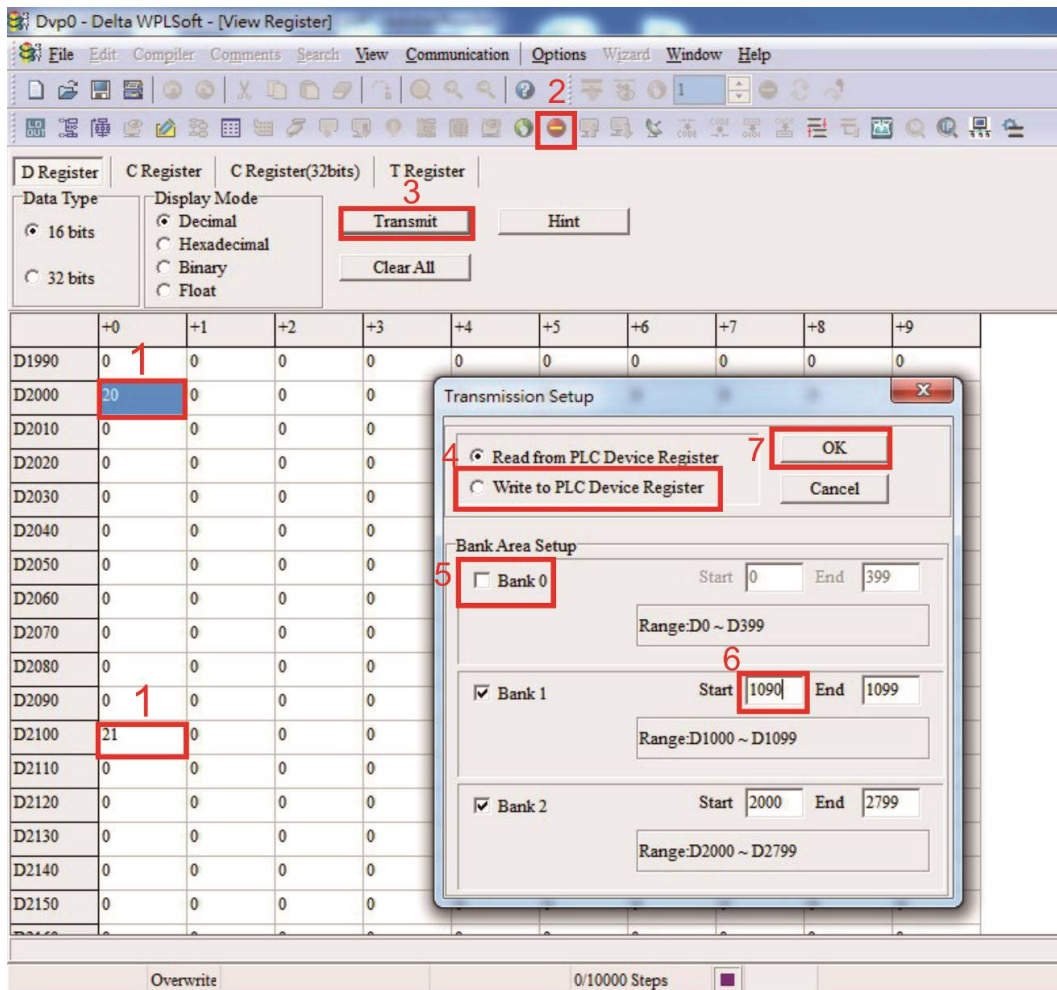 Dvp0 - Delta WPLSoft - [View Register]
File Edit Compiler Comments Search View Communication Options Wizard Window Help
2
1
D Register C Register C Register(32bits) T Register
3
Data Type Display Mode
16 bits
32 bits
Decimal
Hexadecimal
Binary
Float
Transmit Hint
Clear All
+0 +1 +2 +3 +4 +5 +6 +7 +8 +9
1
D1990 0 0 0 0 0 0 0 0 0 0
D2000 20 0 0 0
D2010 0 0 0 0
D2020 0 0 0 0
D2030 0 0 0 0
D2040 0 0 0 0
D2050 0 0 0 0
D2060 0 0 0 0
D2070 0 0 0 0
D2080 0 0 0 0
D2090 0 0 0 0
1
D2100 21 0 0 0
D2110 0 0 0 0
D2120 0 0 0 0
D2130 0 0 0 0
D2140 0 0 0 0
D2150 0 0 0 0
Transmission Setup
4 Read from PLC Device Register 7 OK
Write to PLC Device Register Cancel
Bank Area Setup
5 Bank 0 Start 0 End 399
Range:D0 ~ D399
6
Bank 1 Start 1090 End 1099
Range:D1000 ~ D1099
Bank 2 Start 2000 End 2799
Range:D2000 ~ D2799
Overwrite 0/10000 Steps